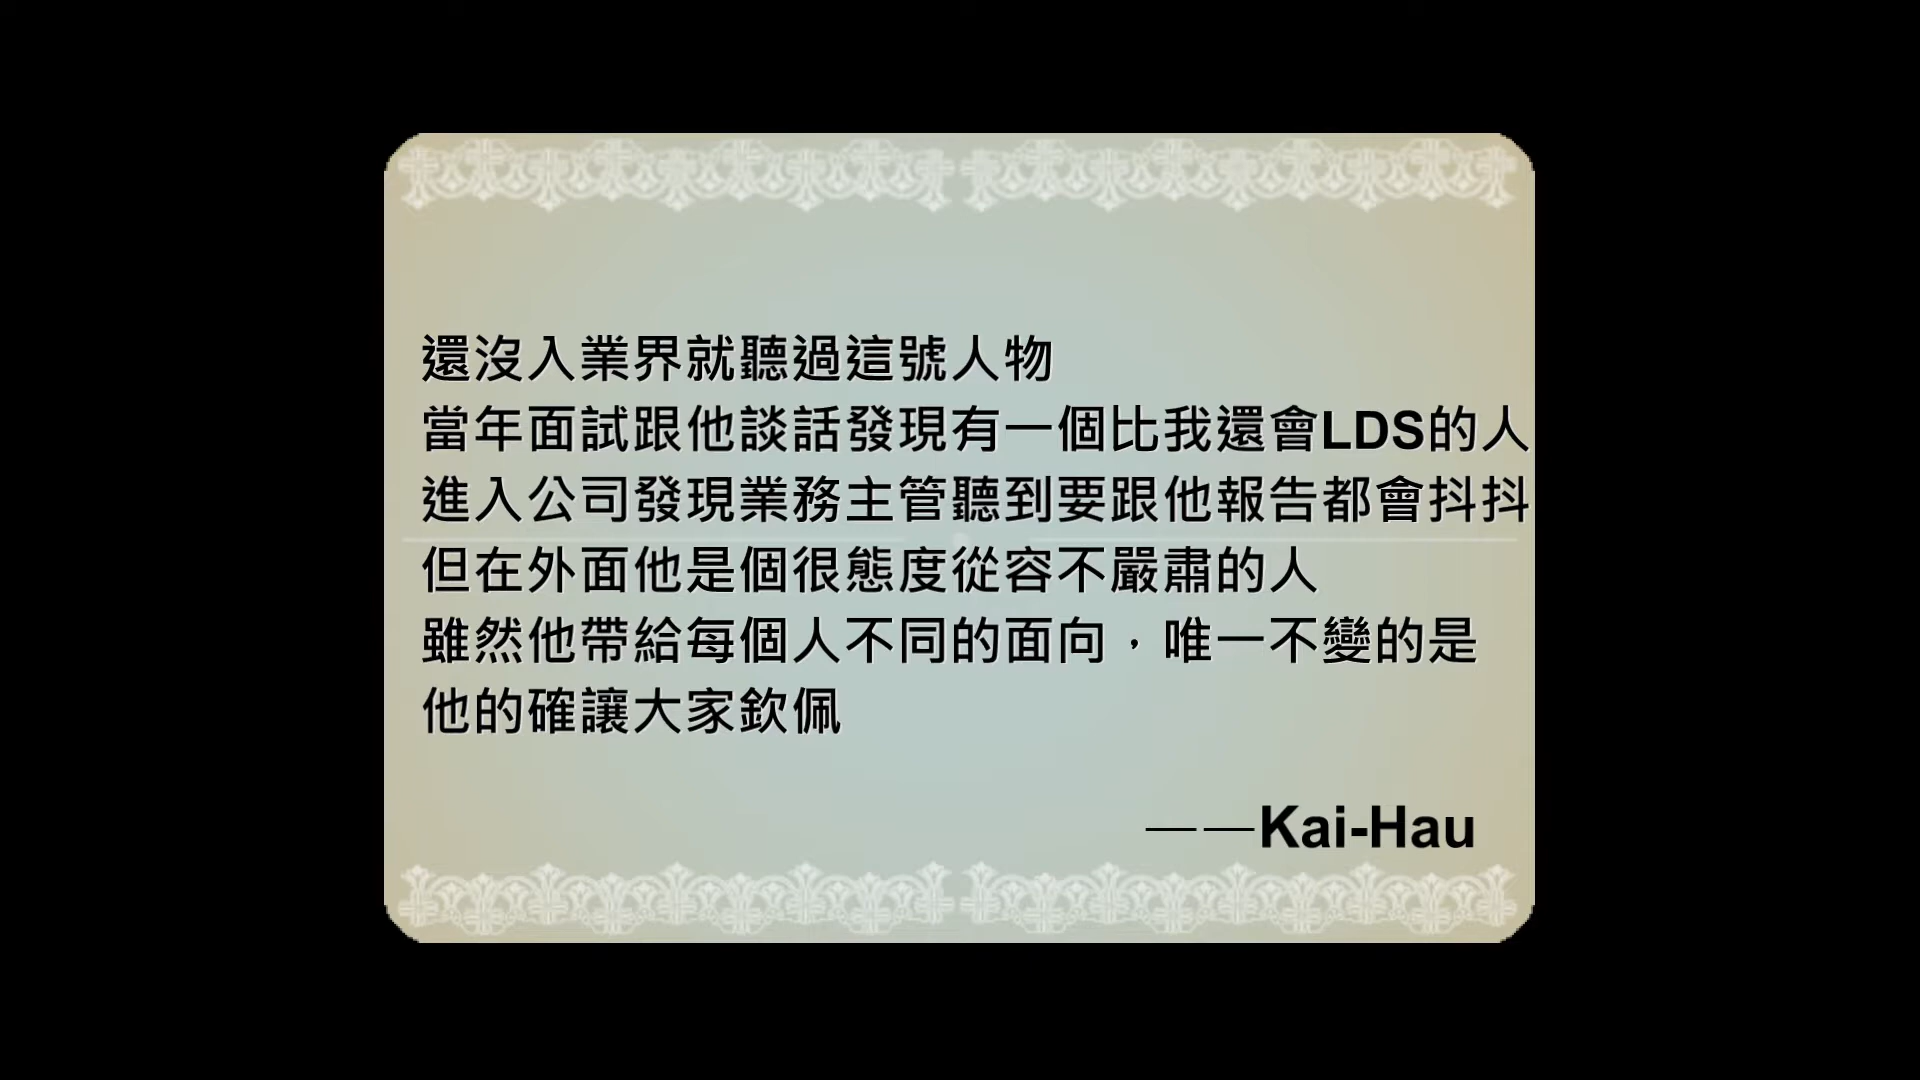 還沒入業界就聽過這號人物
當年面試跟他談話發現有一個比我還會LDS的人
進入公司發現業務主管聽到要跟他報告都會抖抖
但在外面他是個很態度從容不嚴肅的人
雖然他帶給每個人不同的面向，唯一不變的是
他的確讓大家欽佩
——Kai-Hau